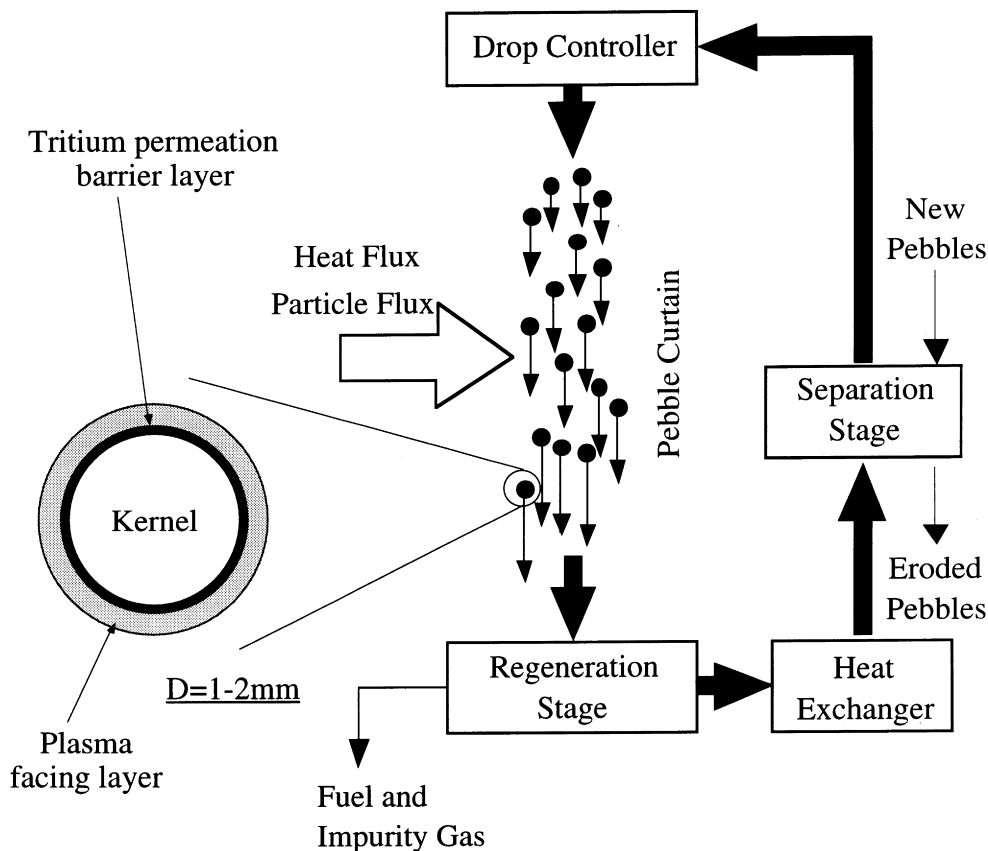 Drop Controller
Tritium permeation
barrier layer
New
Pebbles
Heat Flux
Particle Flux
Pebble Curtain
Separation
Stage
Kernel
Eroded
Pebbles
Regeneration
Stage
Heat
Exchanger
D=1-2mm
Plasma
facing layer
Fuel and
Impurity Gas